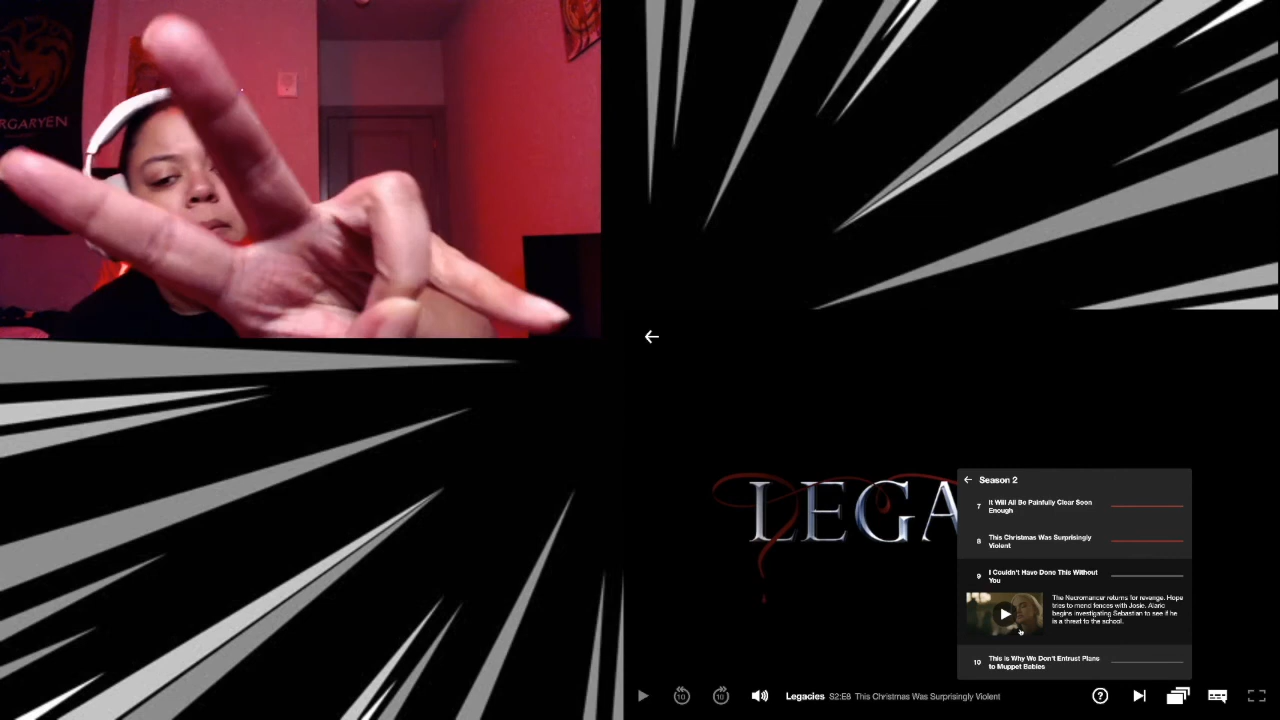 RGARYEN
LEGA
Season 2
7 It Will All Be Painfully Clear Soon
Enough
8 This Christmas Was Surprisingly
Violent
9 I Couldn't Have Done This Without
You
The Necromancer returns for revenge. Hope
tries to mend fences with Josie. Alaric
begins investigating Sebastian to see if he
is a threat to the school.
10 This is Why We Don't Entrust Plans
to Muppet Babies
10 10 Legacies S2:E8 This Christmas Was Surprisingly Violent ?